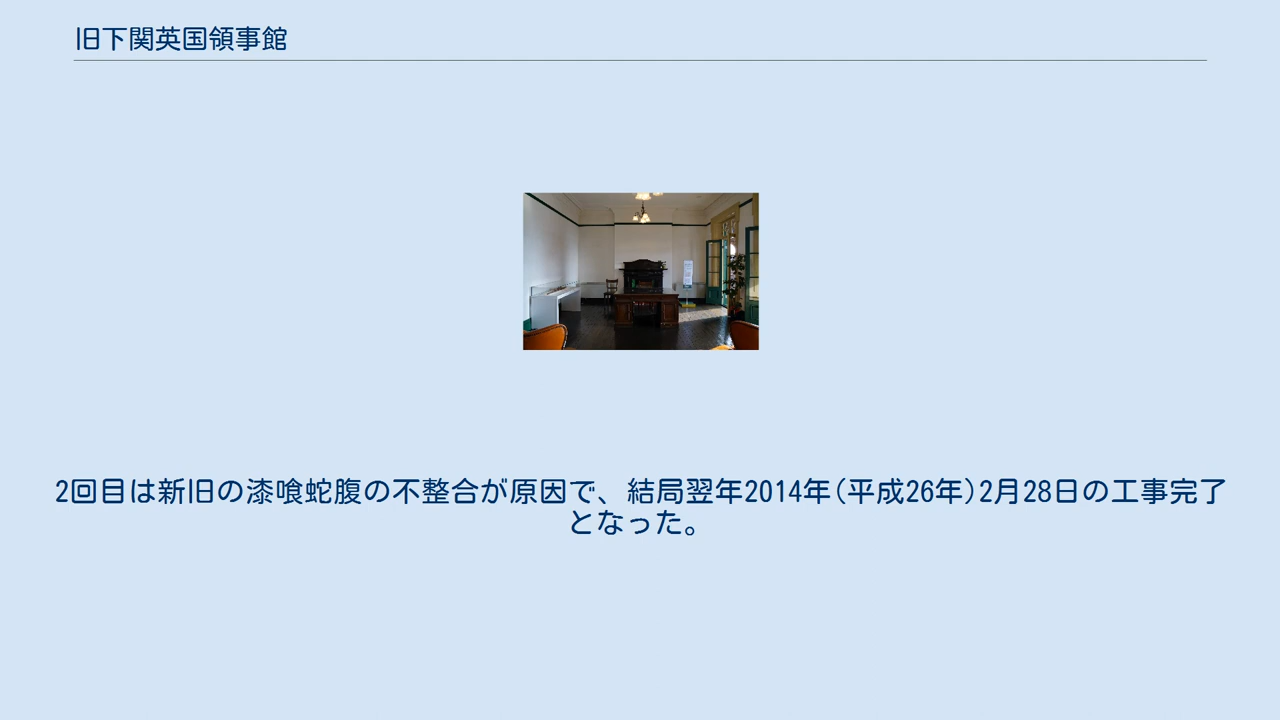 旧下関英国領事館
2回目は新旧の漆喰蛇腹の不整合が原因で、結局翌年2014年(平成26年)2月28日の工事完了
となった。